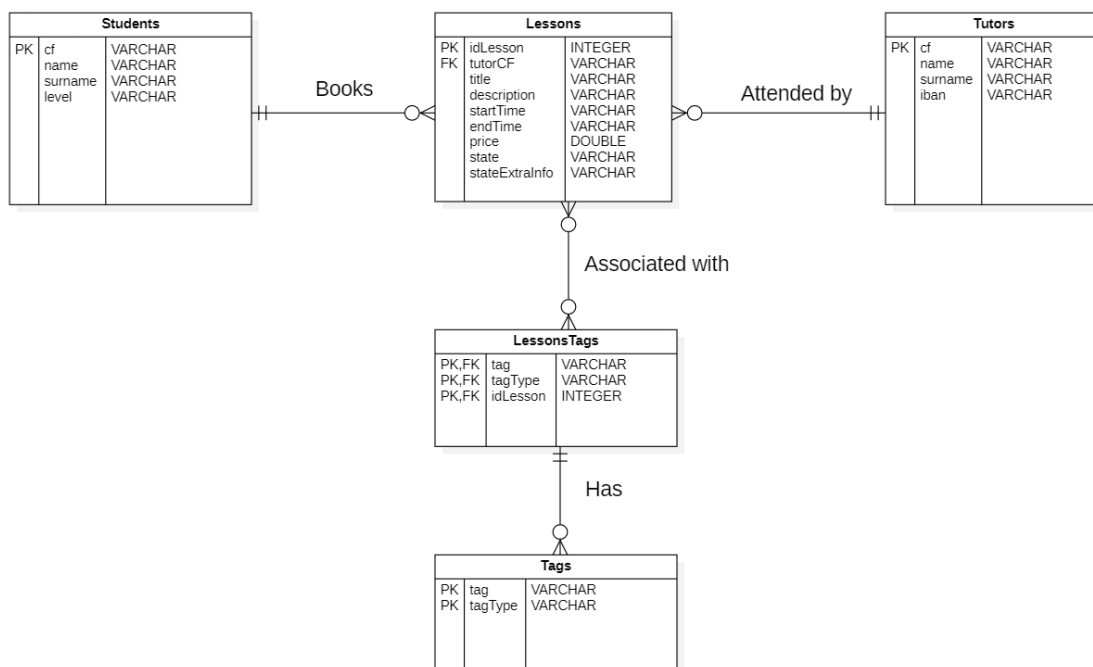 Students
PK cf VARCHAR
name VARCHAR
surname VARCHAR
level VARCHAR
Books
Lessons
PK idLesson INTEGER
FK tutorCF VARCHAR
title VARCHAR
description VARCHAR
startTime VARCHAR
endTime VARCHAR
price DOUBLE
state VARCHAR
stateExtraInfo VARCHAR
Attended by
Tutors
PK cf VARCHAR
name VARCHAR
surname VARCHAR
iban VARCHAR
Associated with
LessonsTags
PK,FK tag VARCHAR
PK,FK tagType VARCHAR
PK,FK idLesson INTEGER
Has
Tags
PK tag VARCHAR
PK tagType VARCHAR